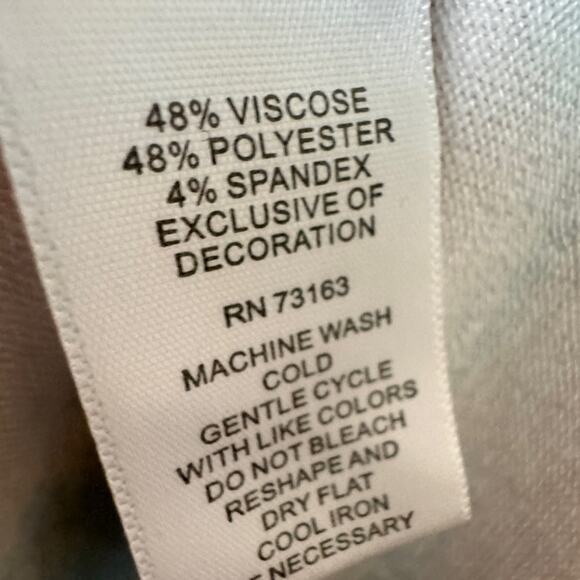 48% VISCOSE
48% POLYESTER
4% SPANDEX
EXCLUSIVE OF
DECORATION
RN 73163
MACHINE WASH
COLD
GENTLE CYCLE
WITH LIKE COLORS
DO NOT BLEACH
RESHAPE AND
DRY FLAT
COOL IRON
NECESSARY